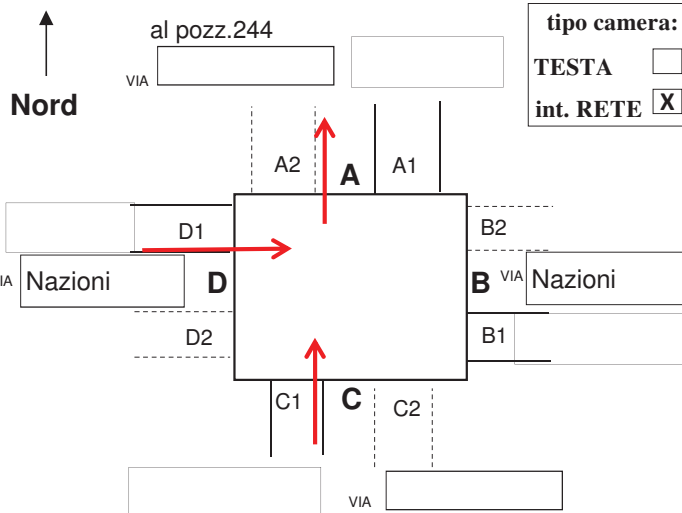 al pozz.244
VIA
tipo camera:
TESTA
int. RETE X
Nord
A2
A
A1
D1
B2
VIA Nazioni
D
B
VIA Nazioni
D2
B1
C1
C
C2
VIA